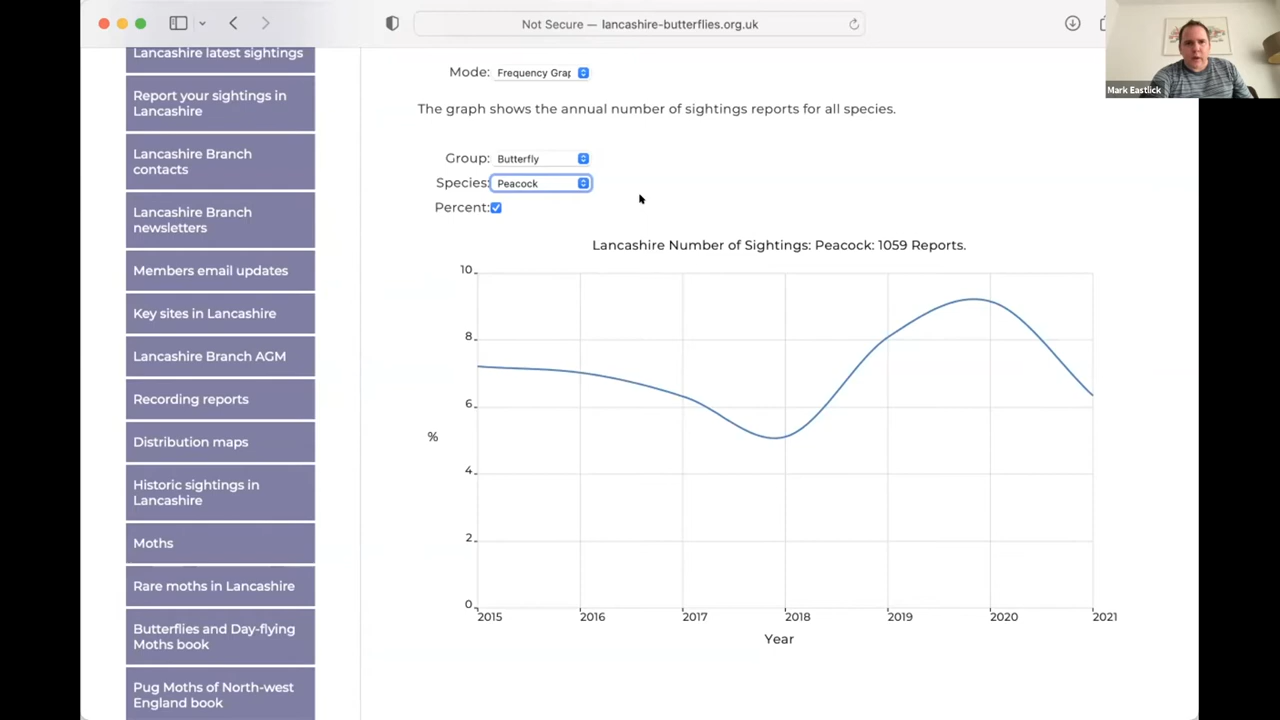 Not Secure — lancashire-butterflies.org.uk
Mark Eastlick
Lancashire latest sightings
Report your sightings in
Lancashire
Lancashire Branch
contacts
Lancashire Branch
newsletters
Members email updates
Key sites in Lancashire
Lancashire Branch AGM
Recording reports
Distribution maps
Historic sightings in
Lancashire
Moths
Rare moths in Lancashire
Butterflies and Day-flying
Moths book
Pug Moths of North-west
England book
Mode: Frequency Grap
The graph shows the annual number of sightings reports for all species.
Group: Butterfly
Species: Peacock
Percent:
Lancashire Number of Sightings: Peacock: 1059 Reports.
10
8
6
%
4
2
0
2015 2016 2017 2018 2019 2020 2021
Year